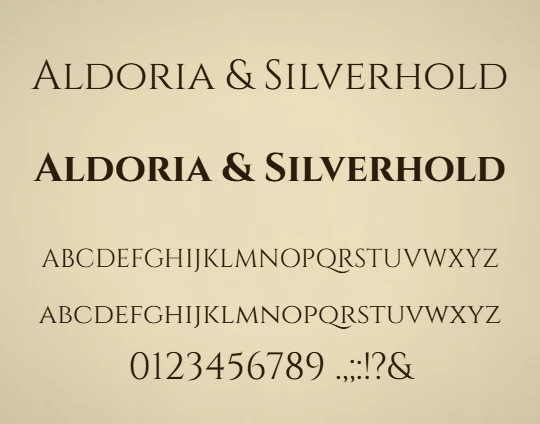 Aldoria & Silverhold
Aldoria & Silverhold
ABCDEFGHIJKLMNOPQRSTUVWXYZ
abcdefghijklmnopqrstuvwxyz
0123456789 .,;:!?&